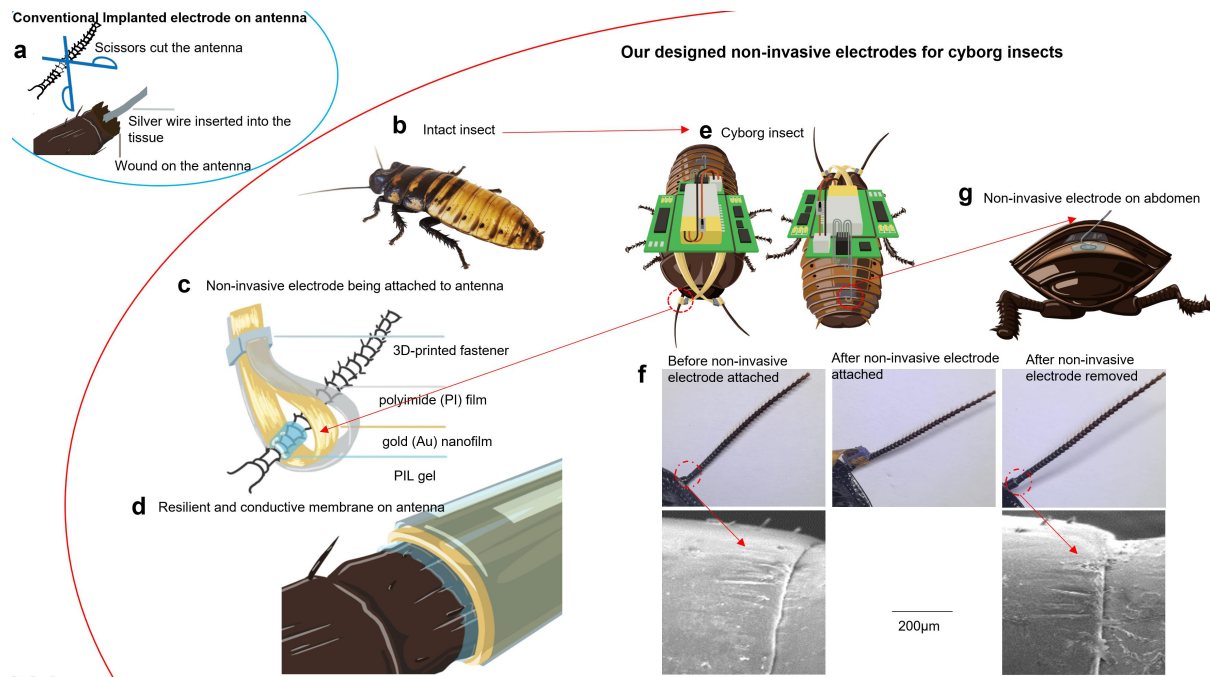 Conventional Implanted electrode on antenna
a
Scissors cut the antenna
Silver wire inserted into the
tissue
Wound on the antenna
Our designed non-invasive electrodes for cyborg insects
b
Intact insect
e
Cyborg insect
g
Non-invasive electrode on abdomen
c
Non-invasive electrode being attached to antenna
3D-printed fastener
polyimide (PI) film
gold (Au) nanofilm
PIL gel
d
Resilient and conductive membrane on antenna
f
Before non-invasive
electrode attached
After non-invasive electrode
attached
After non-invasive
electrode removed
200μm